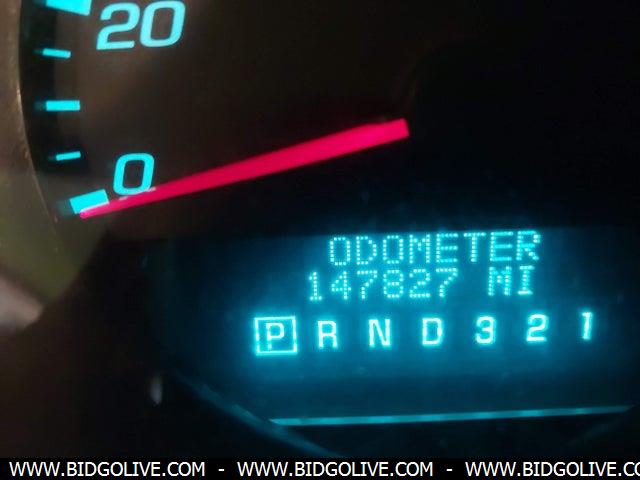 20
0
ODOMETER
147827 MI
P R N D 3 2 1
WWW.BIDGOLIVE.COM - WWW.BIDGOLIVE.COM - WWW.BIDGOLIVE.CO